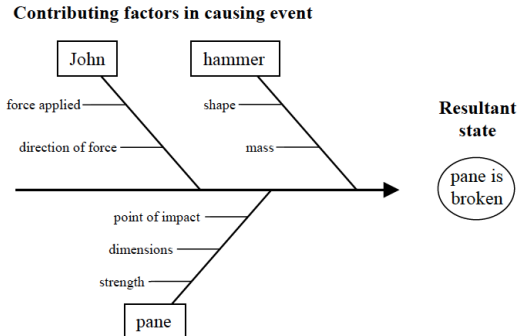 Contributing factors in causing event
John
hammer
force applied
shape
direction of force
mass
Resultant
state
pane is
broken
point of impact
dimensions
strength
pane